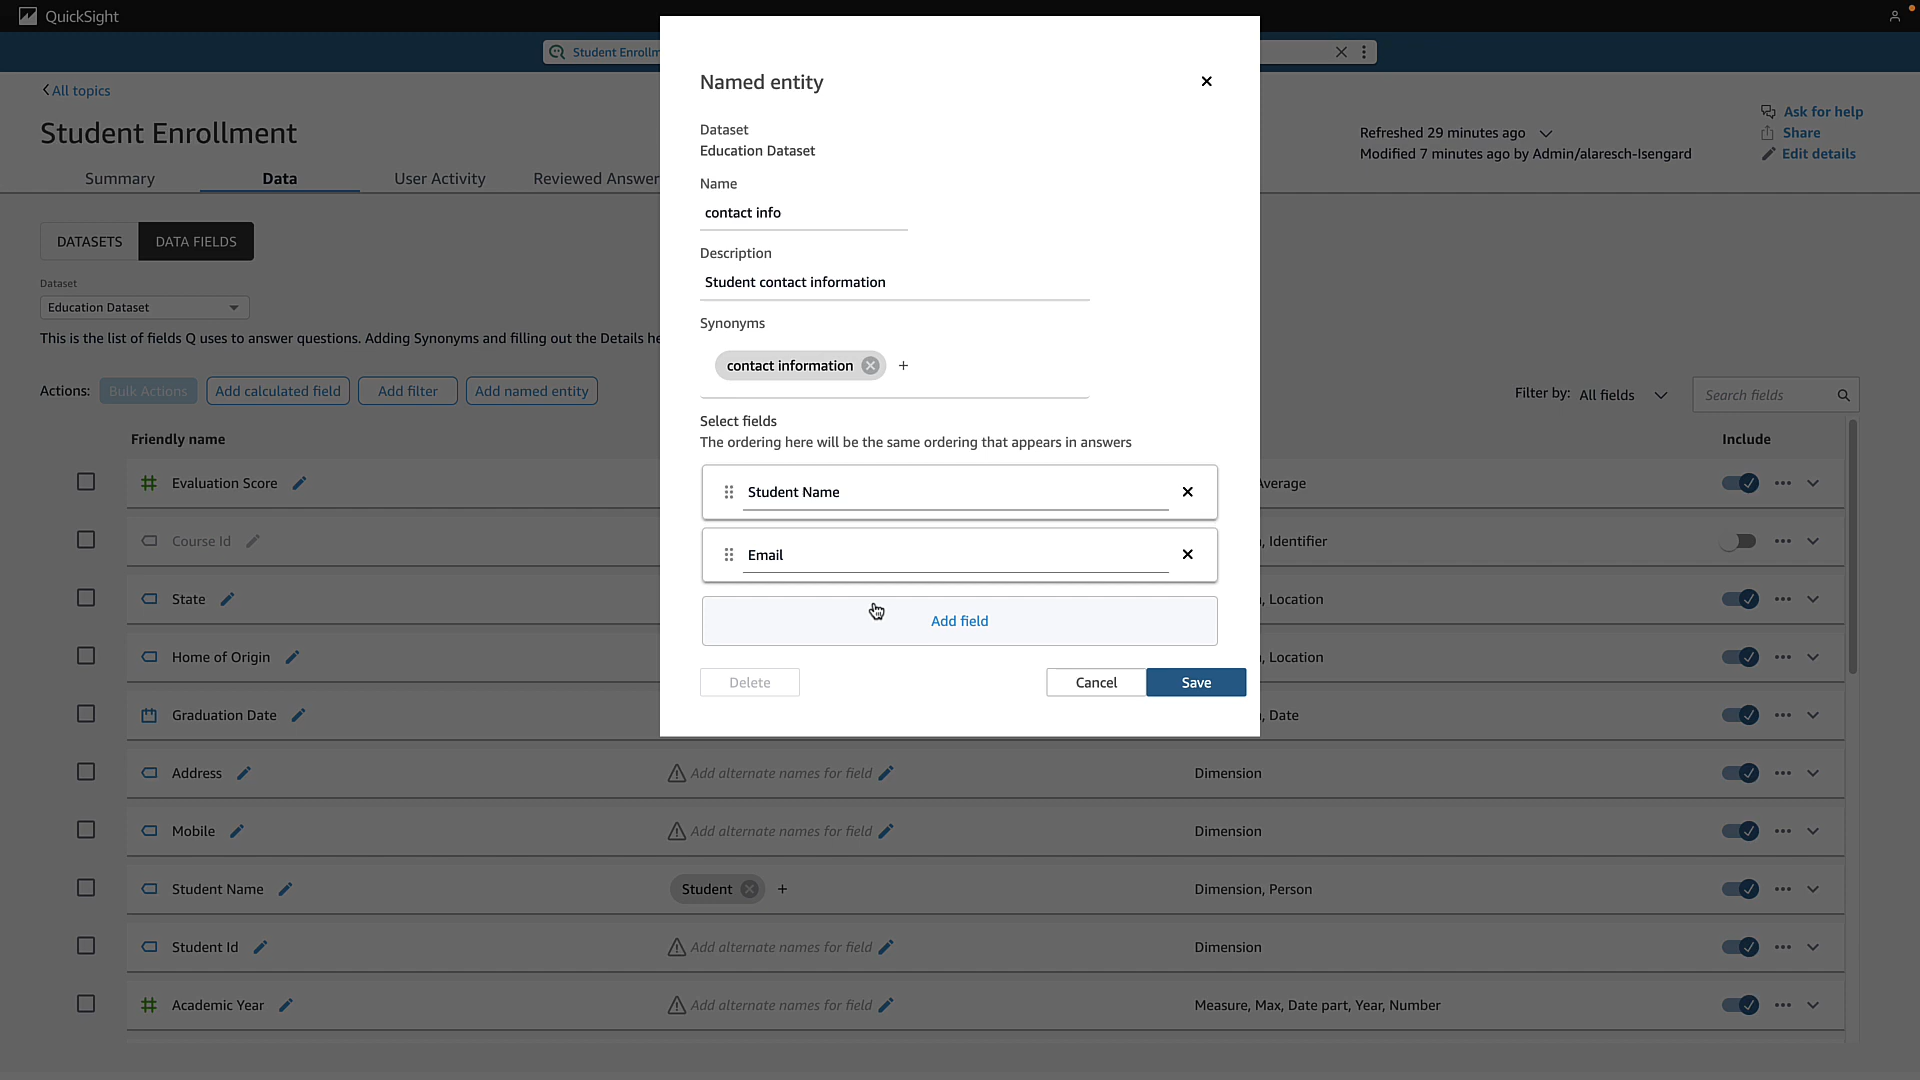 QuickSight
Student Enrollm
All topics
Student Enrollment
Ask for help
Refreshed 29 minutes ago
Share
Modified 7 minutes ago by Admin/alaresch-Isengard
Edit details
Summary
Data
User Activity
Reviewed Answer
DATASETS
DATA FIELDS
Dataset
Education Dataset
This is the list of fields Q uses to answer questions. Adding Synonyms and filling out the Details he
Actions:
Bulk Actions
Add calculated field
Add filter
Add named entity
Filter by:
All fields
Search fields
Friendly name
Include
Evaluation Score
Average
Course Id
, Identifier
State
, Location
Home of Origin
, Location
Graduation Date
, Date
Address
Add alternate names for field
Dimension
Mobile
Add alternate names for field
Dimension
Student Name
Student
Dimension, Person
Student Id
Add alternate names for field
Dimension
Academic Year
Add alternate names for field
Measure, Max, Date part, Year, Number
Named entity
Dataset
Education Dataset
Name
contact info
Description
Student contact information
Synonyms
contact information
Select fields
The ordering here will be the same ordering that appears in answers
Student Name
Email
Add field
Delete
Cancel
Save